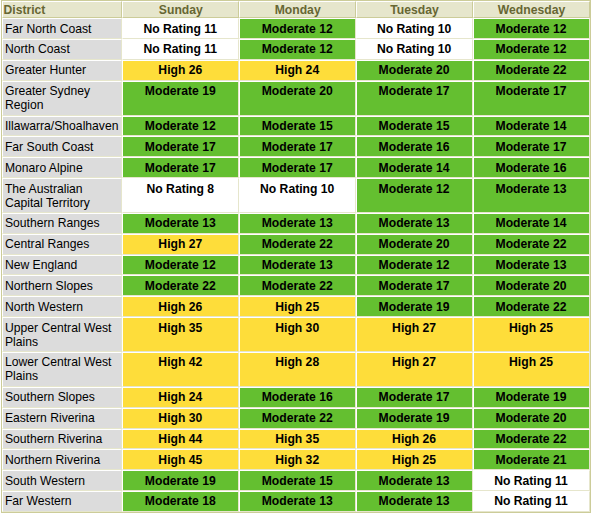 District Sunday Monday Tuesday Wednesday
Far North Coast No Rating 11 Moderate 12 No Rating 10 Moderate 12
North Coast No Rating 11 Moderate 12 No Rating 10 Moderate 12
Greater Hunter High 26 High 24 Moderate 20 Moderate 22
Greater Sydney Moderate 19 Moderate 20 Moderate 17 Moderate 17
Region
Illawarra/Shoalhaven Moderate 12 Moderate 15 Moderate 15 Moderate 14
Far South Coast Moderate 17 Moderate 17 Moderate 16 Moderate 17
Monaro Alpine Moderate 17 Moderate 17 Moderate 14 Moderate 16
The Australian No Rating 8 No Rating 10 Moderate 12 Moderate 13
Capital Territory
Southern Ranges Moderate 13 Moderate 13 Moderate 13 Moderate 14
Central Ranges High 27 Moderate 22 Moderate 20 Moderate 22
New England Moderate 12 Moderate 13 Moderate 12 Moderate 13
Northern Slopes Moderate 22 Moderate 22 Moderate 17 Moderate 20
North Western High 26 High 25 Moderate 19 Moderate 22
Upper Central West High 35 High 30 High 27 High 25
Plains
Lower Central West High 42 High 28 High 27 High 25
Plains
Southern Slopes High 24 Moderate 16 Moderate 17 Moderate 19
Eastern Riverina High 30 Moderate 22 Moderate 19 Moderate 20
Southern Riverina High 44 High 35 High 26 Moderate 22
Northern Riverina High 45 High 32 High 25 Moderate 21
South Western Moderate 19 Moderate 15 Moderate 13 No Rating 11
Far Western Moderate 18 Moderate 13 Moderate 13 No Rating 11